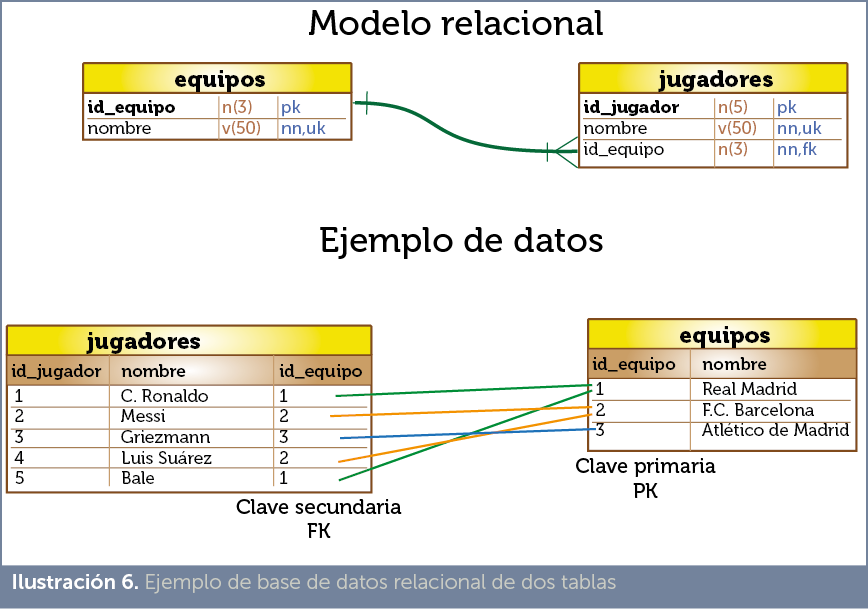 Modelo relacional
equipos
id_equipo n(3) pk
nombre v(50) nn,uk
jugadores
id_jugador n(5) pk
nombre v(50) nn,uk
id_equipo n(3) nn,fk
Ejemplo de datos
jugadores
id_jugador nombre id_equipo
1 C. Ronaldo 1
2 Messi 2
3 Griezmann 3
4 Luis Suárez 2
5 Bale 1
Clave secundaria
FK
equipos
id_equipo nombre
1 Real Madrid
2 F.C. Barcelona
3 Atlético de Madrid
Clave primaria
PK
Ilustración 6. Ejemplo de base de datos relacional de dos tablas